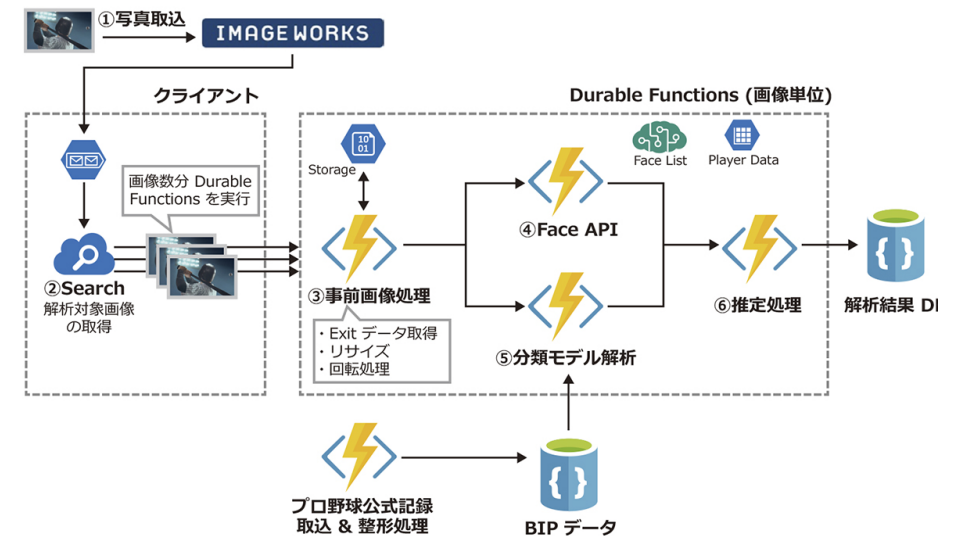 ①写真取込
IMAGEWORKS
クライアント
Durable Functions (画像単位)
画像数分 Durable
Functions を実行
②Search
解析対象画像
の取得
10
01
Storage
③事前画像処理
・Exit データ取得
・リサイズ
・回転処理
Face List
Player Data
④Face API
⑤分類モデル解析
⑥推定処理
{ }
解析結果 DI
プロ野球公式記録
取込 & 整形処理
{ }
BIP データ